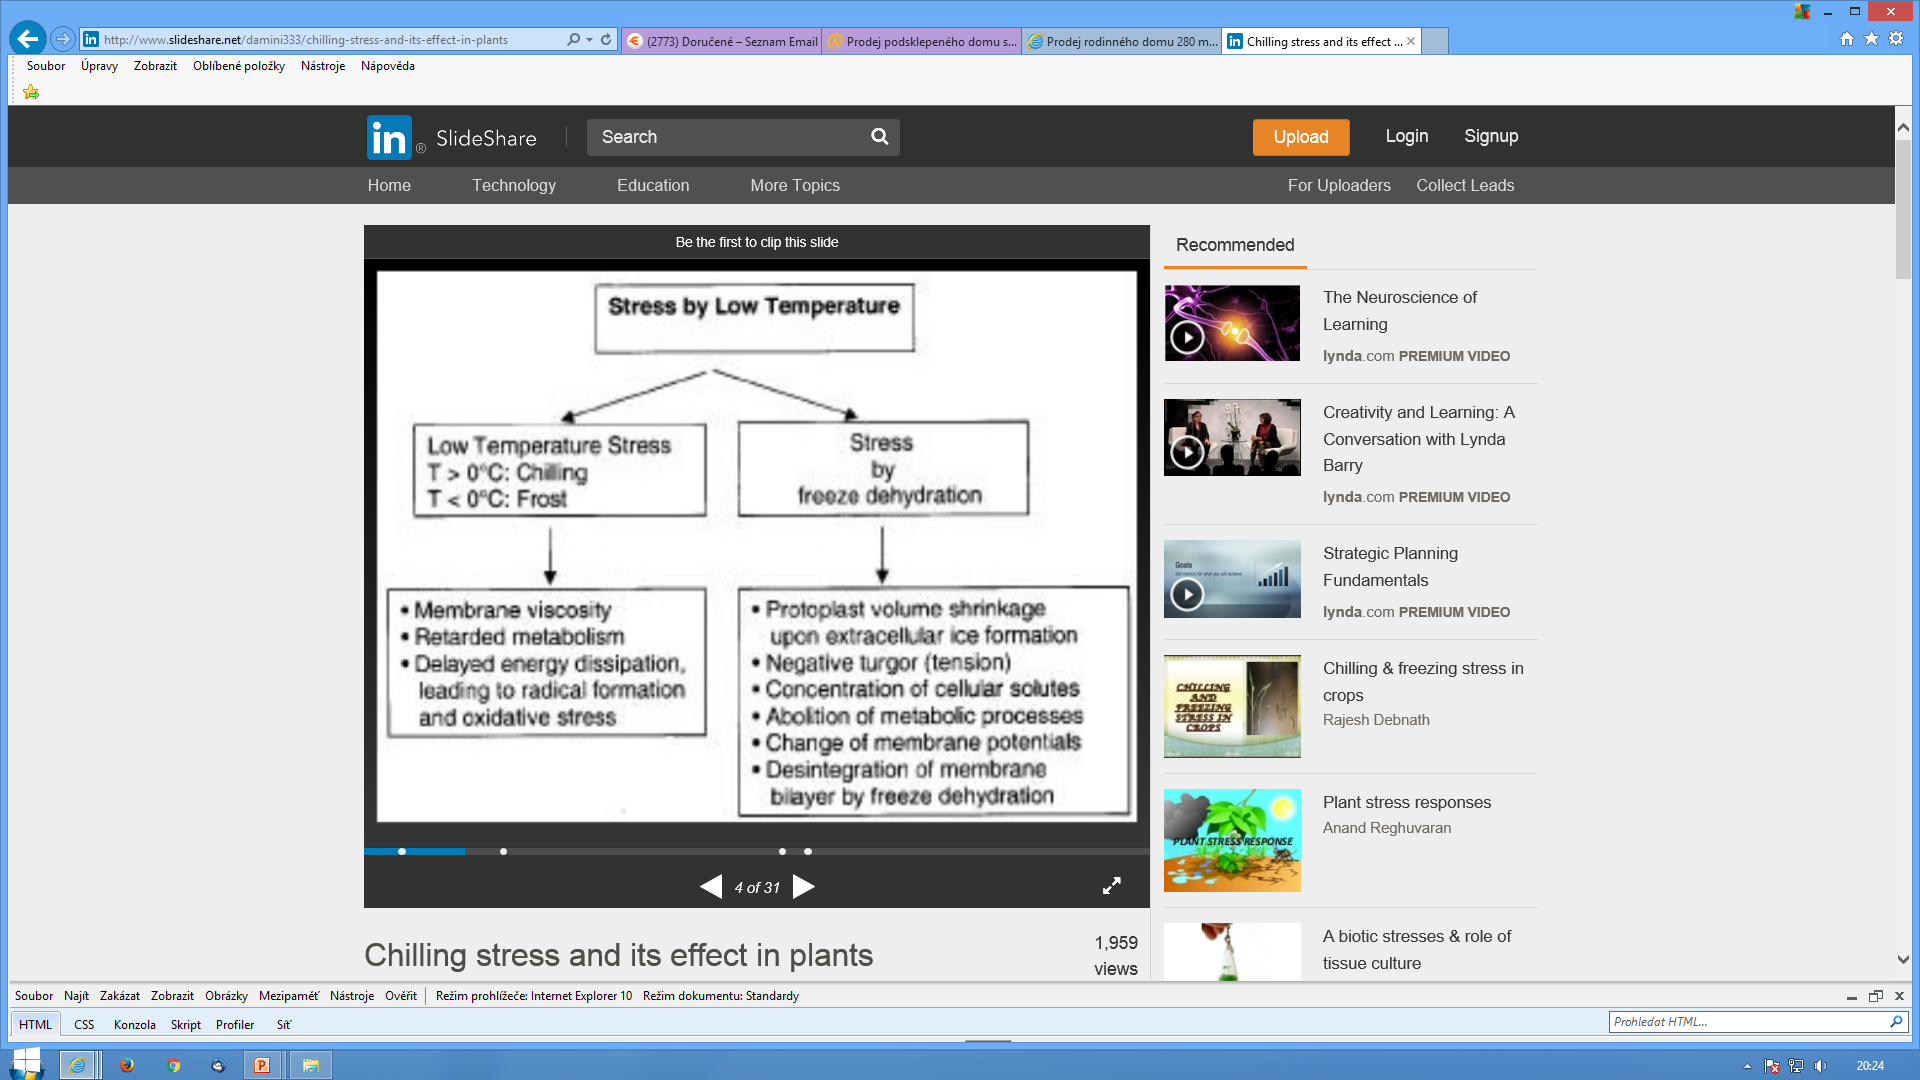 http://www.slideshare.net/damini333/chilling-stress-and-its-effect-in-plants
(2773) Doručené – Seznam Email
Prodej podsklepeného domu s...
Prodej rodinného domu 280 m...
Chilling stress and its effect ...
Soubor Úpravy Zobrazit Oblíbené položky Nástroje Nápověda
in ® SlideShare
Search
Upload
Login
Signup
Home Technology Education More Topics For Uploaders Collect Leads
Be the first to clip this slide
Stress by Low Temperature
Low Temperature Stress
T > 0°C: Chilling
T < 0°C: Frost
Stress
by
freeze dehydration
• Membrane viscosity
• Retarded metabolism
• Delayed energy dissipation,
leading to radical formation
and oxidative stress
• Protoplast volume shrinkage
upon extracellular ice formation
• Negative turgor (tension)
• Concentration of cellular solutes
• Abolition of metabolic processes
• Change of membrane potentials
• Desintegration of membrane
bilayer by freeze dehydration
4 of 31
Chilling stress and its effect in plants
1,959
views
Recommended
The Neuroscience of
Learning
lynda.com PREMIUM VIDEO
Creativity and Learning: A
Conversation with Lynda
Barry
lynda.com PREMIUM VIDEO
Goals
Strategic Planning
Fundamentals
lynda.com PREMIUM VIDEO
CHILLING
AND
FREEZING
STRESS IN
CROPS
Chilling & freezing stress in
crops
Rajesh Debnath
PLANT STRESS RESPONSE
Plant stress responses
Anand Reghuvaran
A biotic stresses & role of
tissue culture
Soubor Najít Zakázat Zobrazit Obrázky Mezipaměť Nástroje Ověřit Režim prohlížeče: Internet Explorer 10 Režim dokumentu: Standardy
HTML CSS Konzola Skript Profiler Síť
Prohledat HTML...
20:24